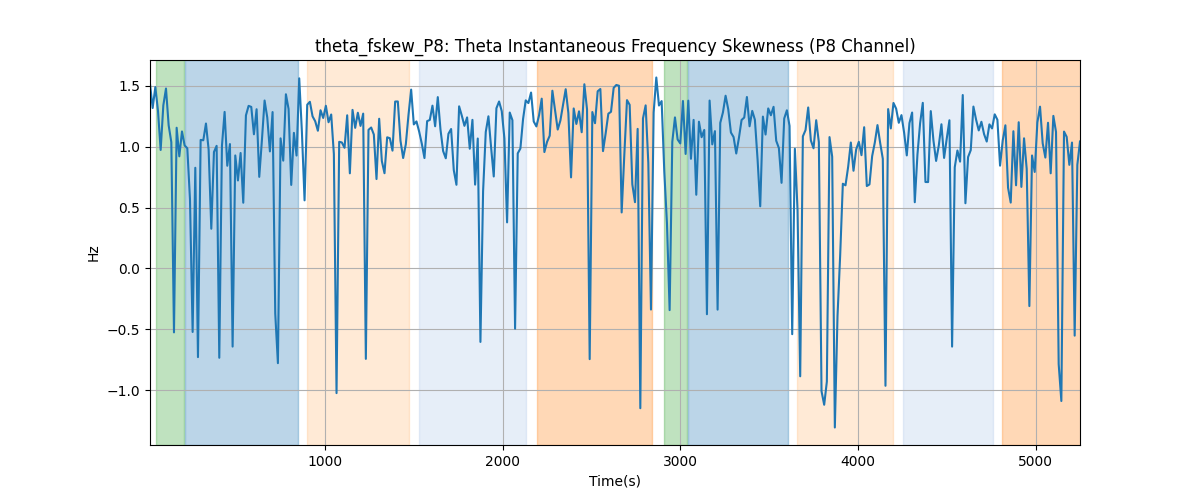 theta_fskew_P8: Theta Instantaneous Frequency Skewness (P8 Channel)
1.5
1.0
0.5
0.0
−0.5
−1.0
Hz
1000 2000 3000 4000 5000
Time(s)